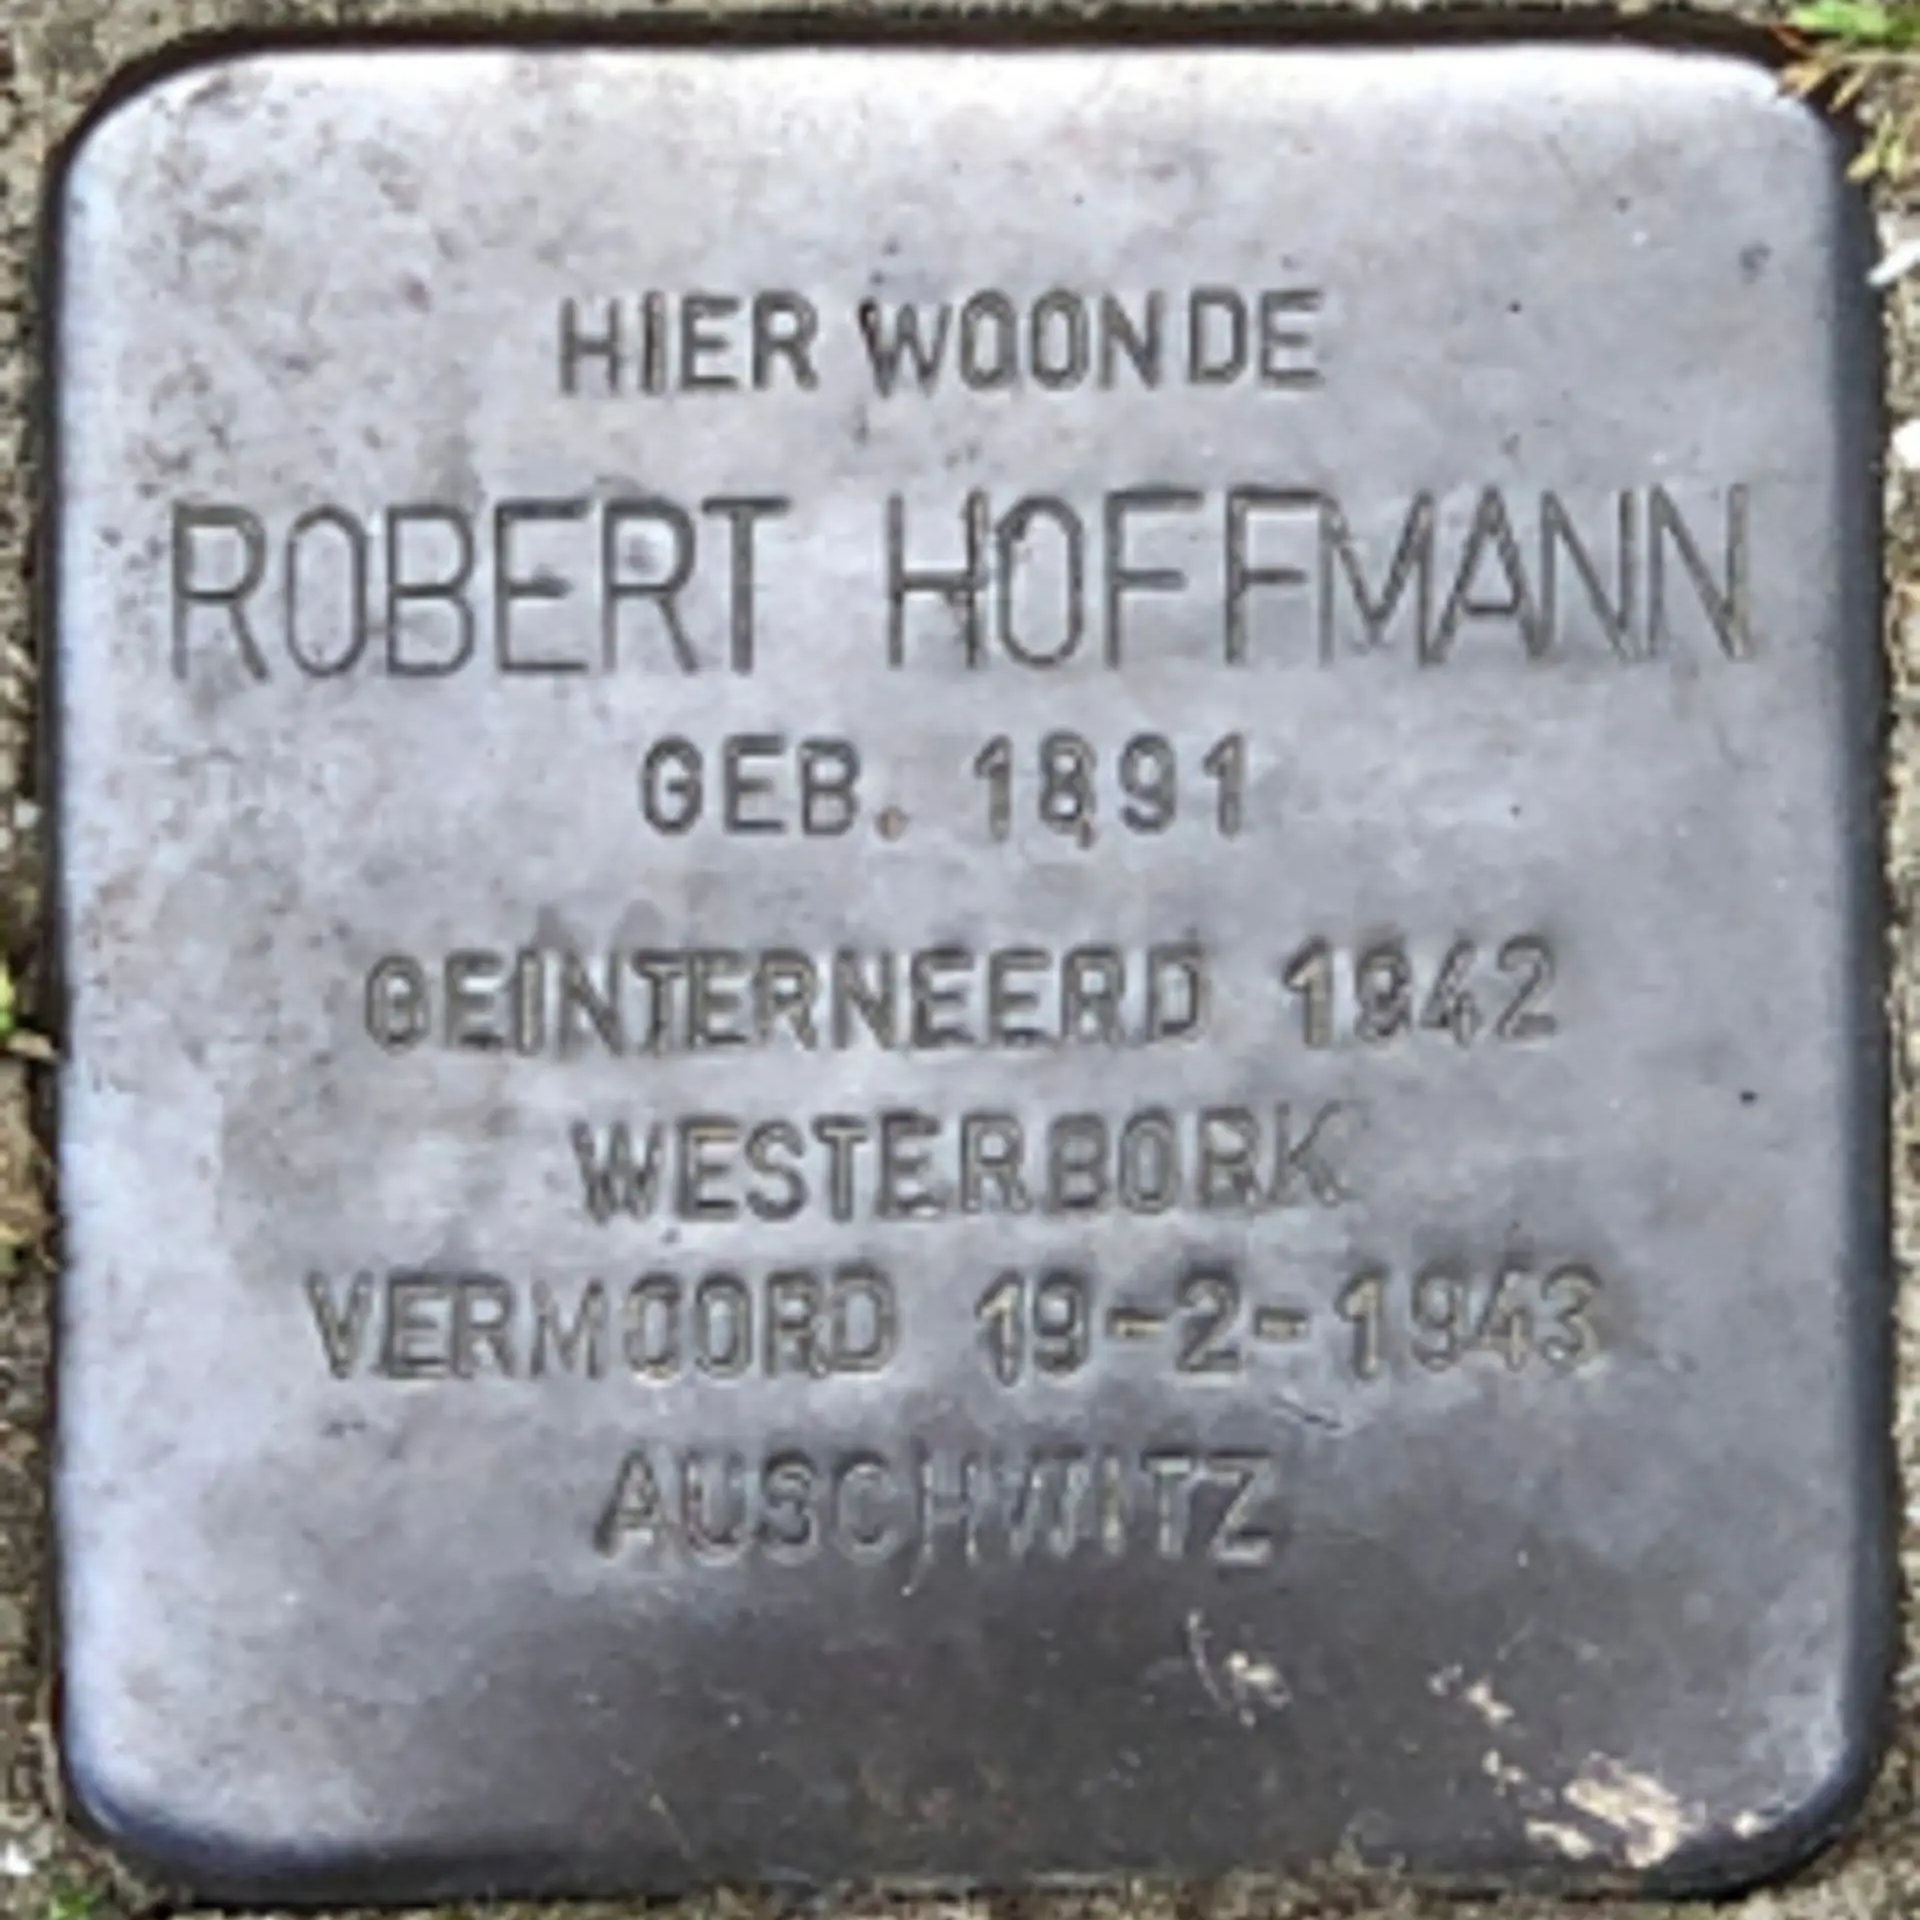 HIER WOONDE
ROBERT HOFFMANN
GEB. 1891
GEINTERNEERD 1942
WESTERBORK
VERMOORD 19-2-1943
AUSCHWITZ